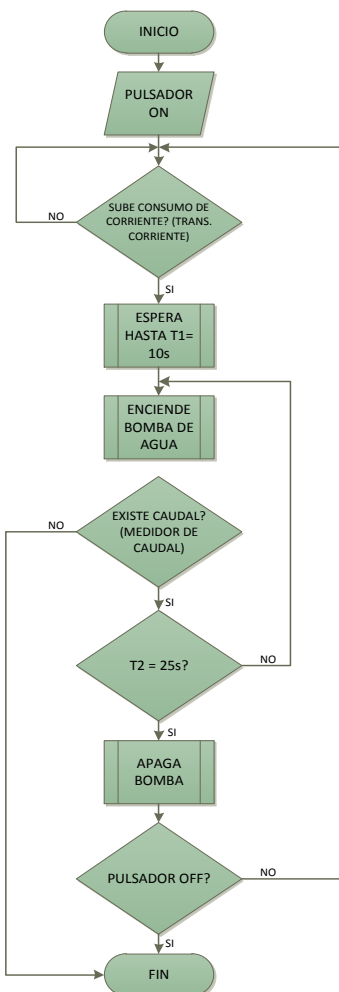 INICIO
PULSADOR
ON
SUBE CONSUMO DE
CORRIENTE? (TRANS.
CORRIENTE)
NO
SI
ESPERA
HASTA T1=
10s
ENCIENDE
BOMBA DE
AGUA
EXISTE CAUDAL?
(MEDIDOR DE
CAUDAL)
NO
SI
T2 = 25s?
NO
SI
APAGA
BOMBA
PULSADOR OFF?
NO
SI
FIN